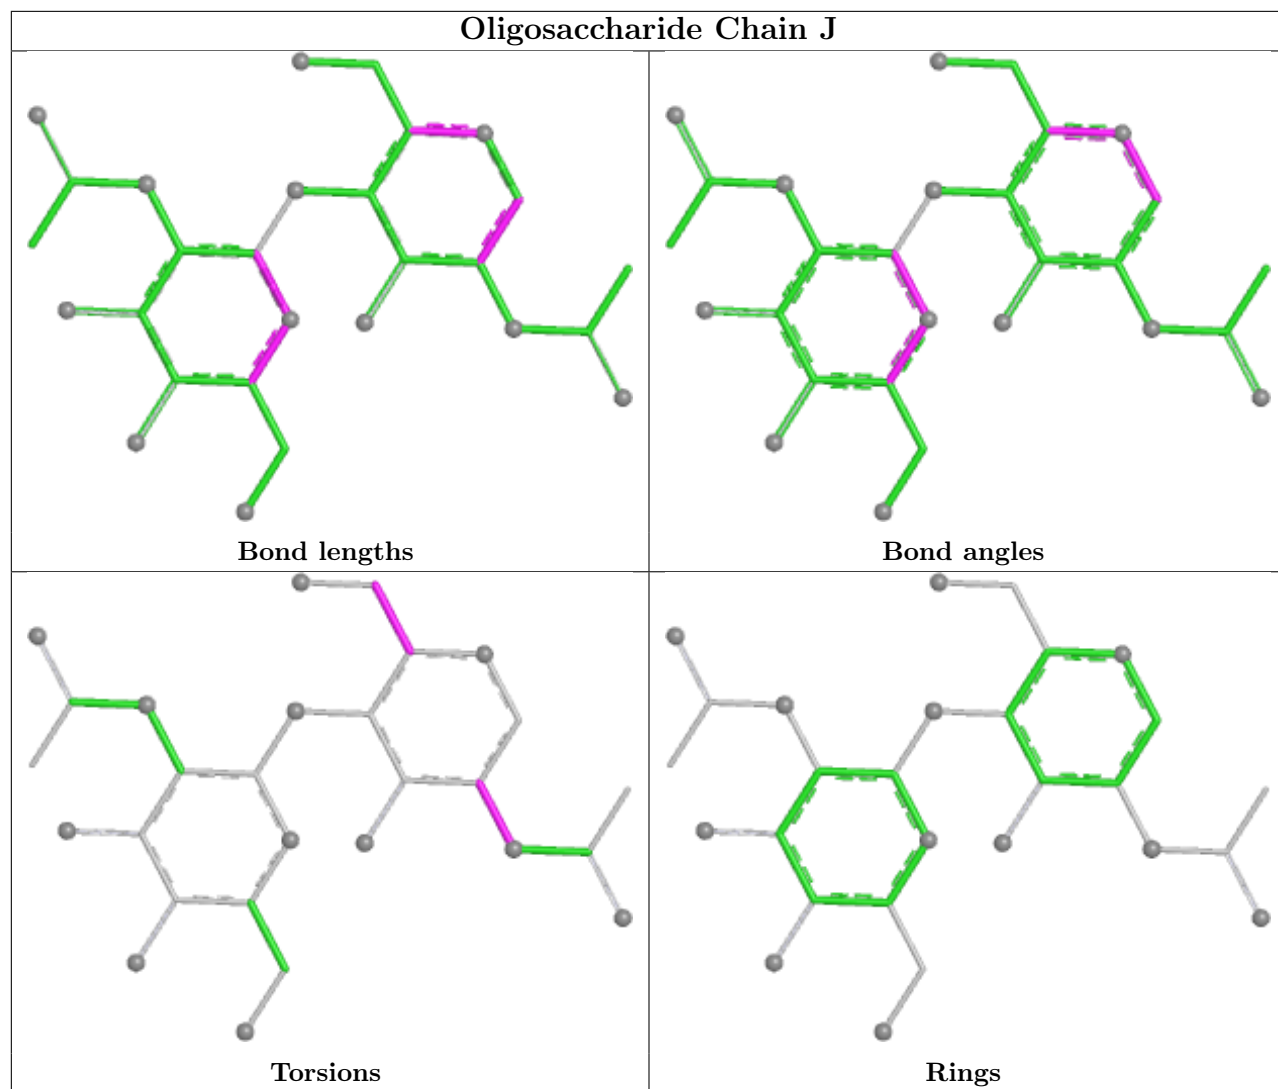 Oligosaccharide Chain J
Bond lengths
Bond angles
Torsions
Rings